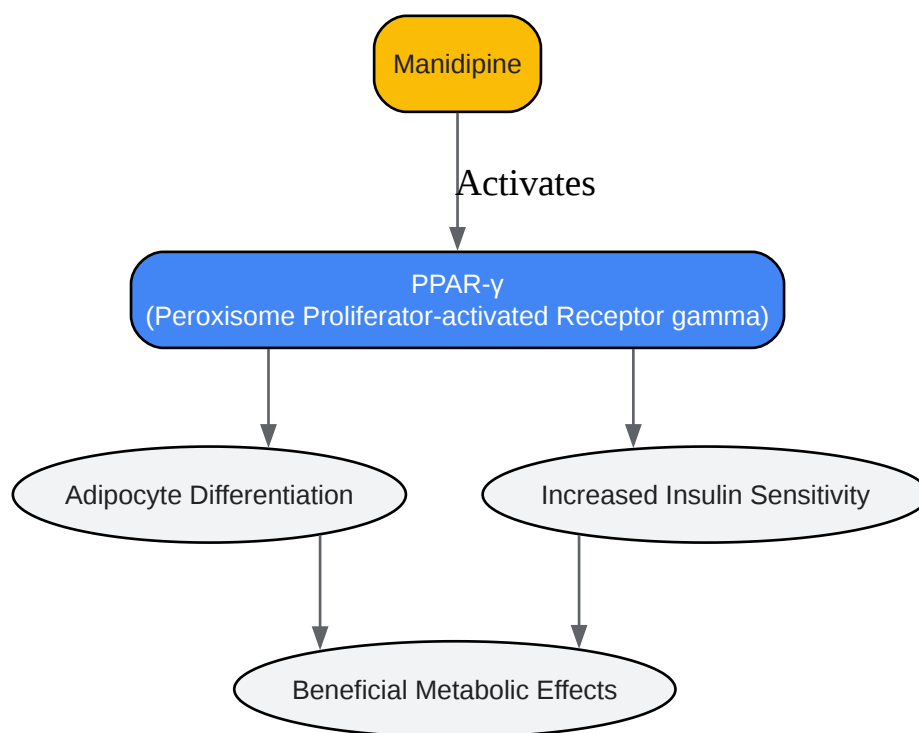 Manidipine
Activates
PPAR-γ
(Peroxisome Proliferator-activated Receptor gamma)
Adipocyte Differentiation
Increased Insulin Sensitivity
Beneficial Metabolic Effects